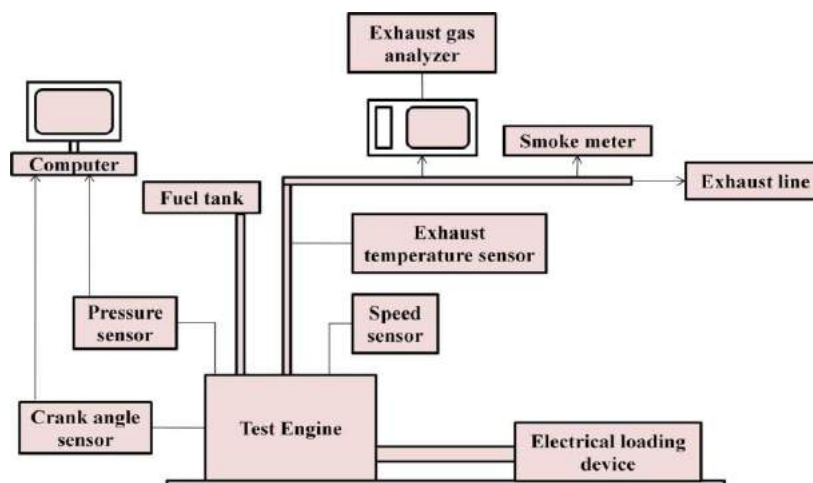 Exhaust gas
analyzer
Smoke meter
Computer
Exhaust line
Fuel tank
Exhaust
temperature sensor
Pressure
sensor
Speed
sensor
Crank angle
sensor
Test Engine
Electrical loading
device